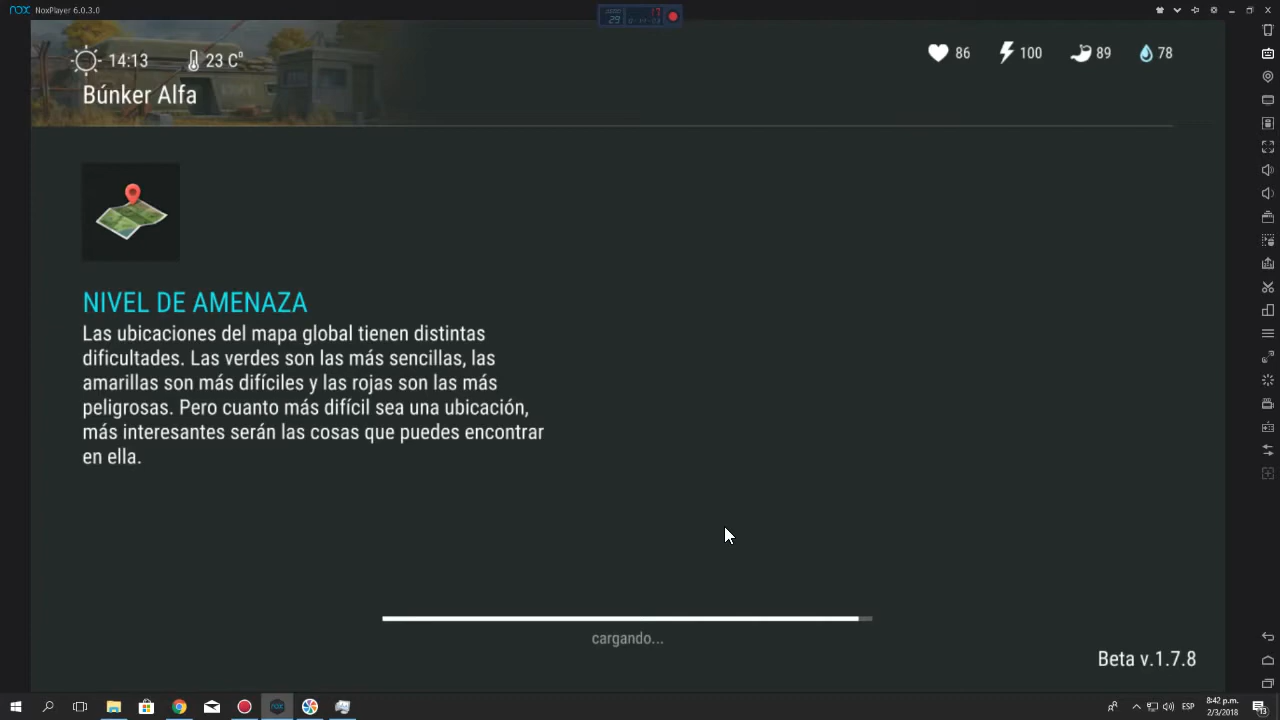 nox NoxPlayer 6.0.3.0
14:13 23 Cº
86 100 89 78
Búnker Alfa
NIVEL DE AMENAZA
Las ubicaciones del mapa global tienen distintas
dificultades. Las verdes son las más sencillas, las
amarillas son más difíciles y las rojas son las más
peligrosas. Pero cuanto más difícil sea una ubicación,
más interesantes serán las cosas que puedes encontrar
en ella.
cargando...
Beta v.1.7.8
ESP
8:42 p.m.
2/3/2018